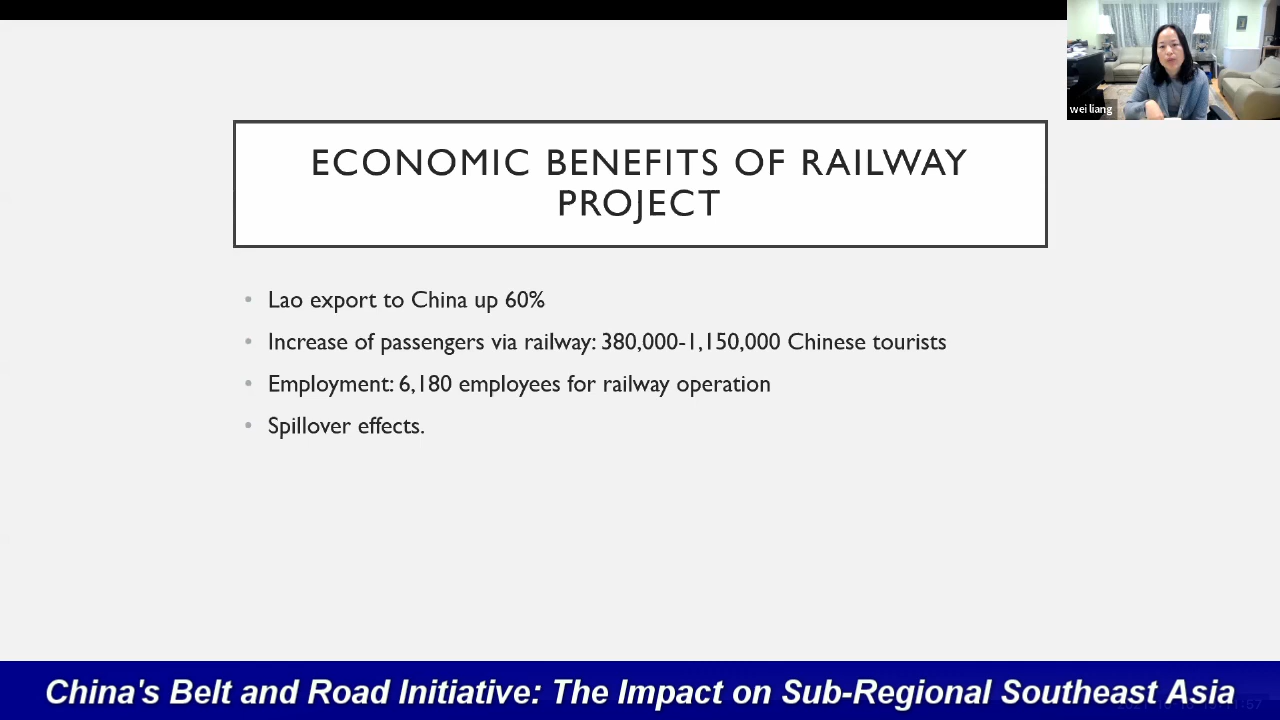 wei liang
ECONOMIC BENEFITS OF RAILWAY
PROJECT
• Lao export to China up 60%
• Increase of passengers via railway: 380,000-1,150,000 Chinese tourists
• Employment: 6,180 employees for railway operation
• Spillover effects.
China's Belt and Road Initiative: The Impact on Sub-Regional Southeast Asia